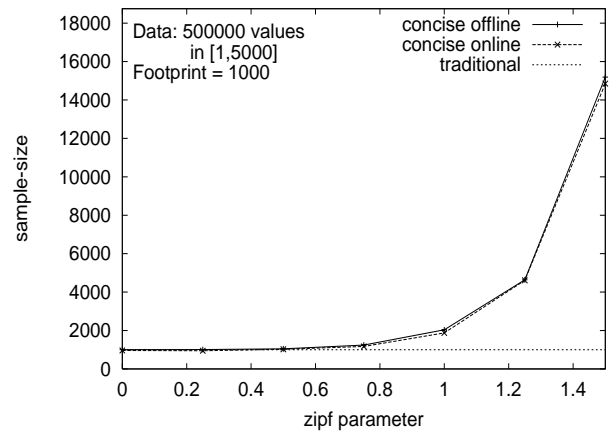 Data: 500000 values
in [1,5000]
Footprint = 1000
concise offline
concise online
traditional
18000
16000
14000
12000
10000
8000
6000
4000
2000
0
sample-size
0 0.2 0.4 0.6 0.8 1 1.2 1.4
zipf parameter